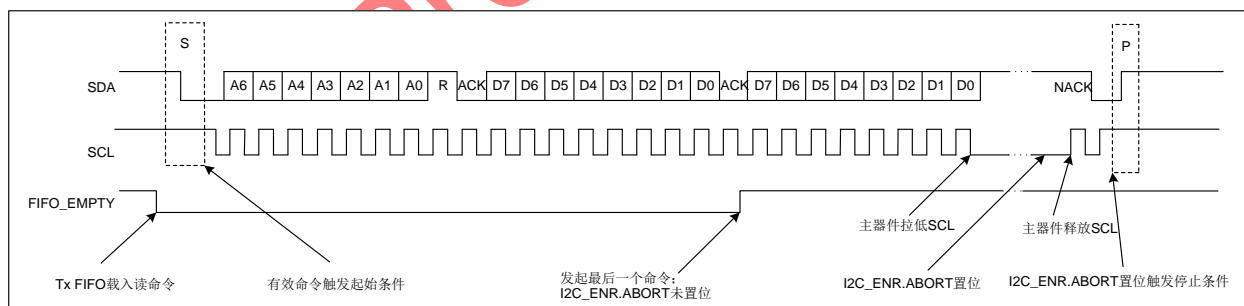 S
P
SDA
A6 A5 A4 A3 A2 A1 A0 R ACK D7 D6 D5 D4 D3 D2 D1 D0 ACK D7 D6 D5 D4 D3 D2 D1 D0
NACK
SCL
FIFO_EMPTY
主器件拉低SCL
主器件释放SCL
Tx FIFO载入读命令
有效命令触发起始条件
发起最后一个命令;
I2C_ENR.ABORT未置位
I2C_ENR.ABORT置位
I2C_ENR.ABORT置位触发停止条件